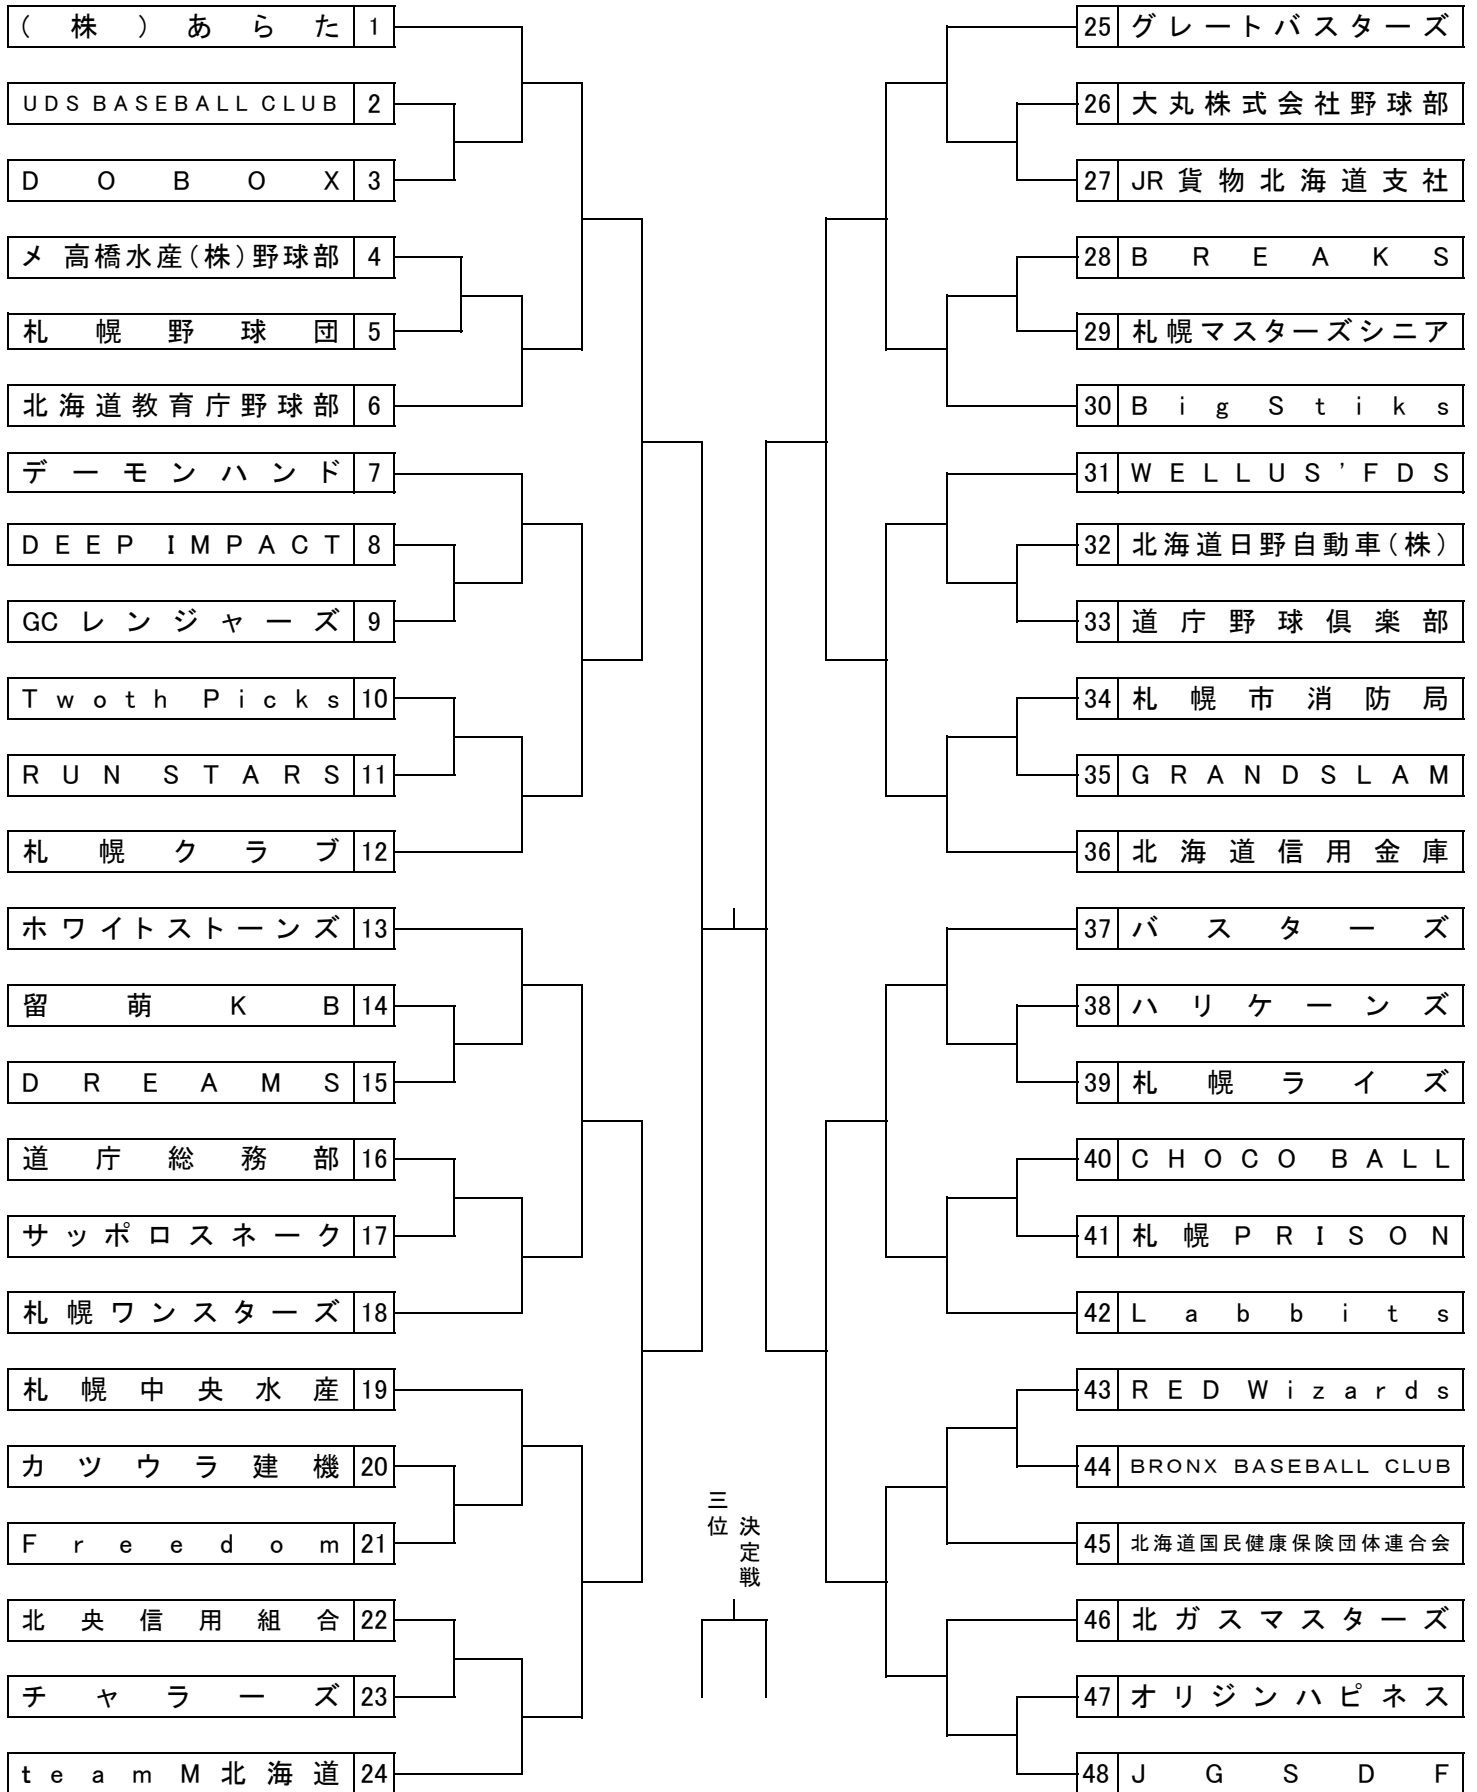 (株)あらた 1
UDS BASEBALL CLUB 2
DOBOX 3
メ 高橋水産(株)野球部 4
札幌野球団 5
北海道教育庁野球部 6
デーモンハンド 7
DEEP IMPACT 8
GCレンジャーズ 9
Twoth Picks 10
RUN STARS 11
札幌クラブ 12
ホワイトストーンズ 13
留萌KB 14
DREAMS 15
道庁総務部 16
サッポロスネーク 17
札幌ワンスターズ 18
札幌中央水産 19
カツウラ建機 20
Freedom 21
北央信用組合 22
チャラーズ 23
teamM北海道 24
三位
決定戦
25 グレートバスターズ
26 大丸株式会社野球部
27 JR貨物北海道支社
28 BREAKS
29 札幌マスターズシニア
30 BigStiks
31 WELLUS'FDS
32 北海道日野自動車(株)
33 道庁野球倶楽部
34 札幌市消防局
35 GRANDSLAM
36 北海道信用金庫
37 バスターズ
38 ハリケーンズ
39 札幌ライズ
40 CHOCO BALL
41 札幌PRISON
42 Labbits
43 RED Wizards
44 BRONX BASEBALL CLUB
45 北海道国民健康保険団体連合会
46 北ガスマスターズ
47 オリジンハピネス
48 JGSDF